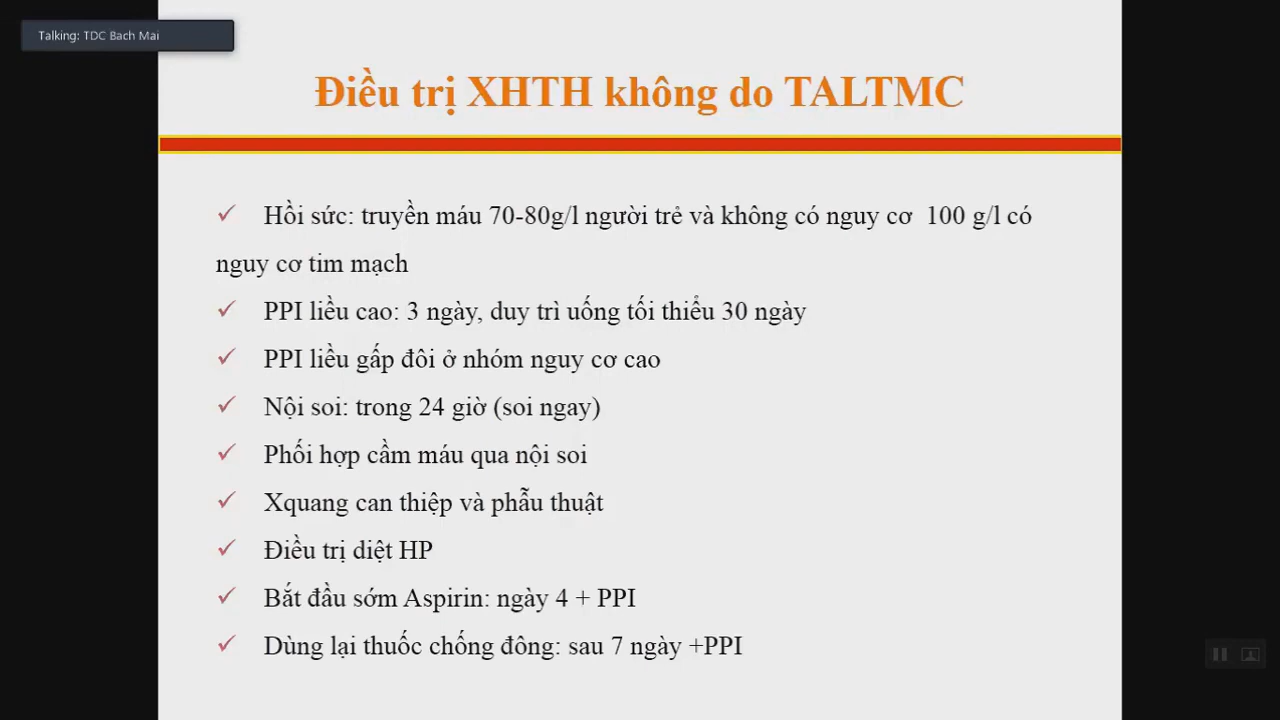 Talking: TDC Bach Mai
Điều trị XHTH không do TALTMC
✓ Hồi sức: truyền máu 70-80g/l người trẻ và không có nguy cơ 100 g/l có
nguy cơ tim mạch
✓ PPI liều cao: 3 ngày, duy trì uống tối thiểu 30 ngày
✓ PPI liều gấp đôi ở nhóm nguy cơ cao
✓ Nội soi: trong 24 giờ (soi ngay)
✓ Phối hợp cầm máu qua nội soi
✓ Xquang can thiệp và phẫu thuật
✓ Điều trị diệt HP
✓ Bắt đầu sớm Aspirin: ngày 4 + PPI
✓ Dùng lại thuốc chống đông: sau 7 ngày +PPI